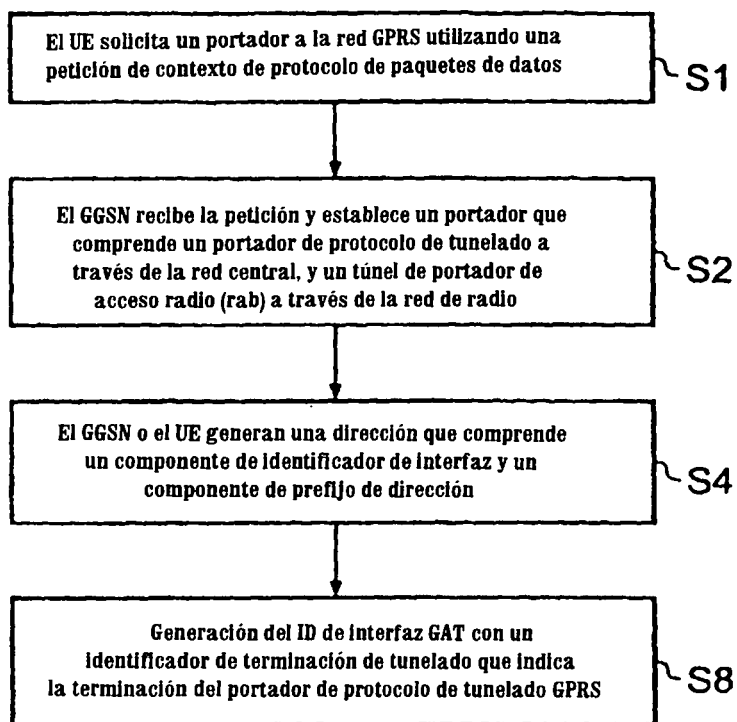 El UE solicita un portador a la red GPRS utilizando una
petición de contexto de protocolo de paquetes de datos
S1
El GGSN recibe la petición y establece un portador que
comprende un portador de protocolo de tunelado a
través de la red central, y un túnel de portador de
acceso radio (rab) a través de la red de radio
S2
El GGSN o el UE generan una dirección que comprende
un componente de identificador de interfaz y un
componente de prefijo de dirección
S4
Generación del ID de interfaz GAT con un
identificador de terminación de tunelado que indica
la terminación del portador de protocolo de tunelado GPRS
S8